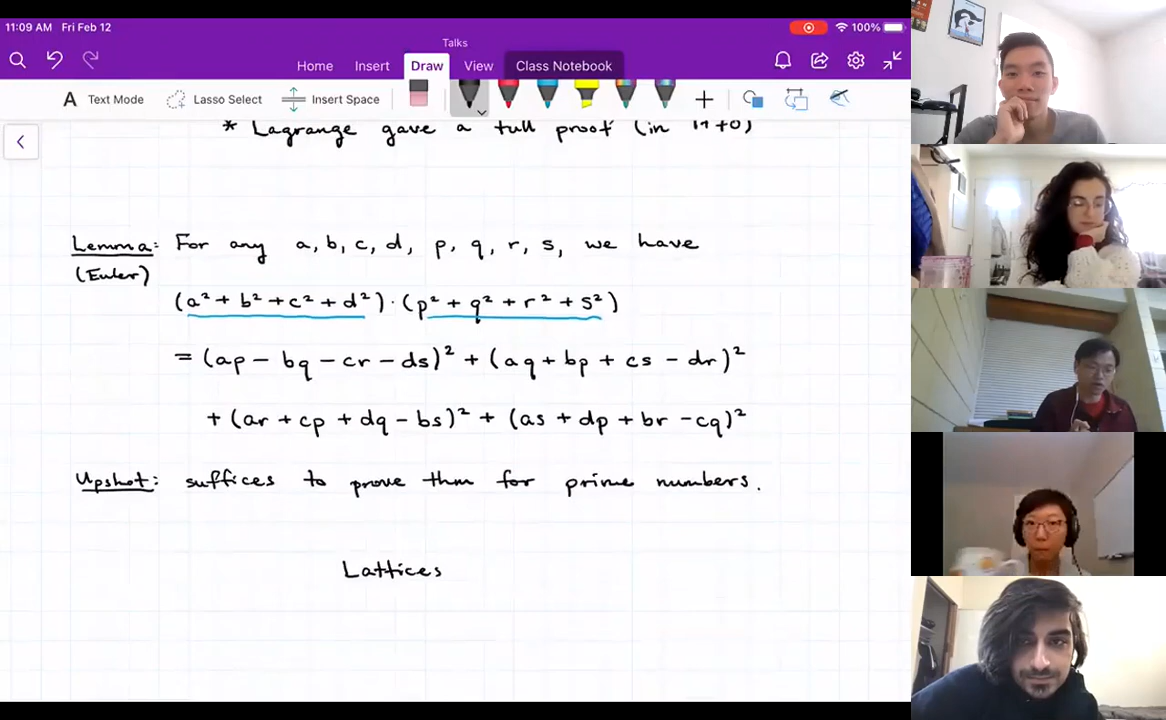 11:09 AM Fri Feb 12
100%
Talks
Home Insert Draw View Class Notebook
A Text Mode Lasso Select Insert Space
* Lagrange gave a full proof (in 1770)
Lemma: For any a, b, c, d, p, q, r, s, we have
(Euler)
(a² + b² + c² + d²) · (p² + q² + r² + s²)
= (ap - bq - cr - ds)² + (aq + bp + cs - dr)²
+ (ar + cp + dq - bs)² + (as + dp + br - cq)²
Upshot: suffices to prove thm for prime numbers.
Lattices